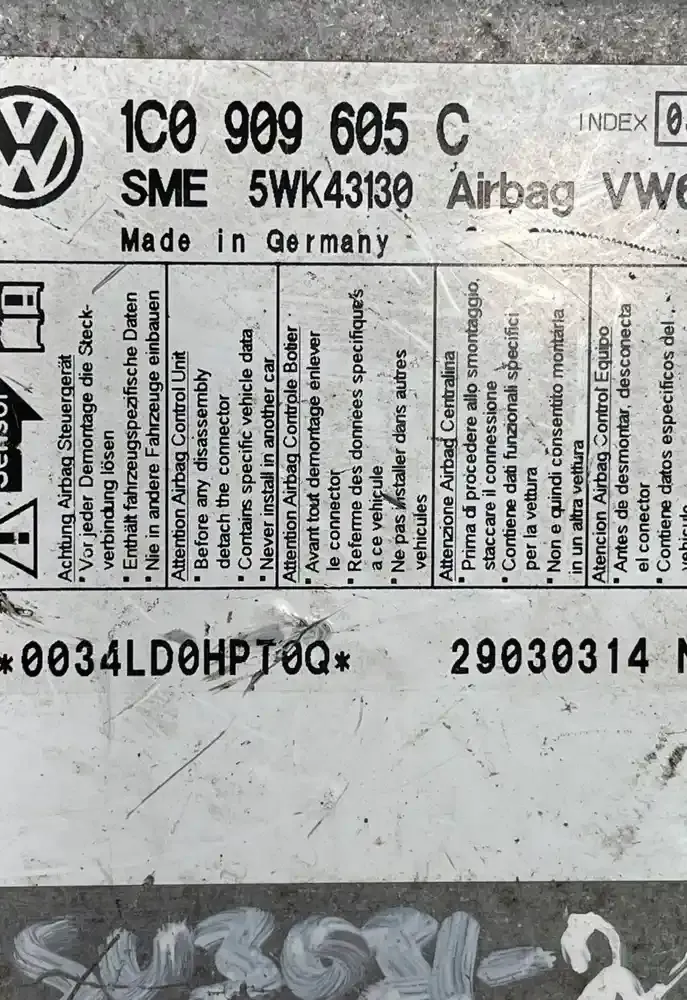 1C0 909 605 C INDEX
SME 5WK43130 Airbag
Made in Germany
Sensor
Achtung Airbag Steuergerät
Vor jeder Demontage die Steck-
verbindung lösen
Enthält fahrzeugspezifische Daten
Nie in andere Fahrzeuge einbauen
Attention Airbag Control Unit
Before any disassembly
detach the connector
Contains specific vehicle data
Never install in another car
Attention Airbag Contrôle Boîtier
Avant tout demontage enlever
le connector
Referme des données specifiques
a ce vehicule
Ne pas installer dans autres
vehicules
Attenzione Airbad Centralina
Prima di procedere allo smontaggio,
staccare il connessione
Contiene dati funzionali specifici
per la vettura
Non e quindi consentito montarla
in un altra vettura
Atencion Airbag Control Equipo
Antes de desmontar, desconecta
el conector
Contiene datos especificos del
*0034LD0HPT0Q* 29030314